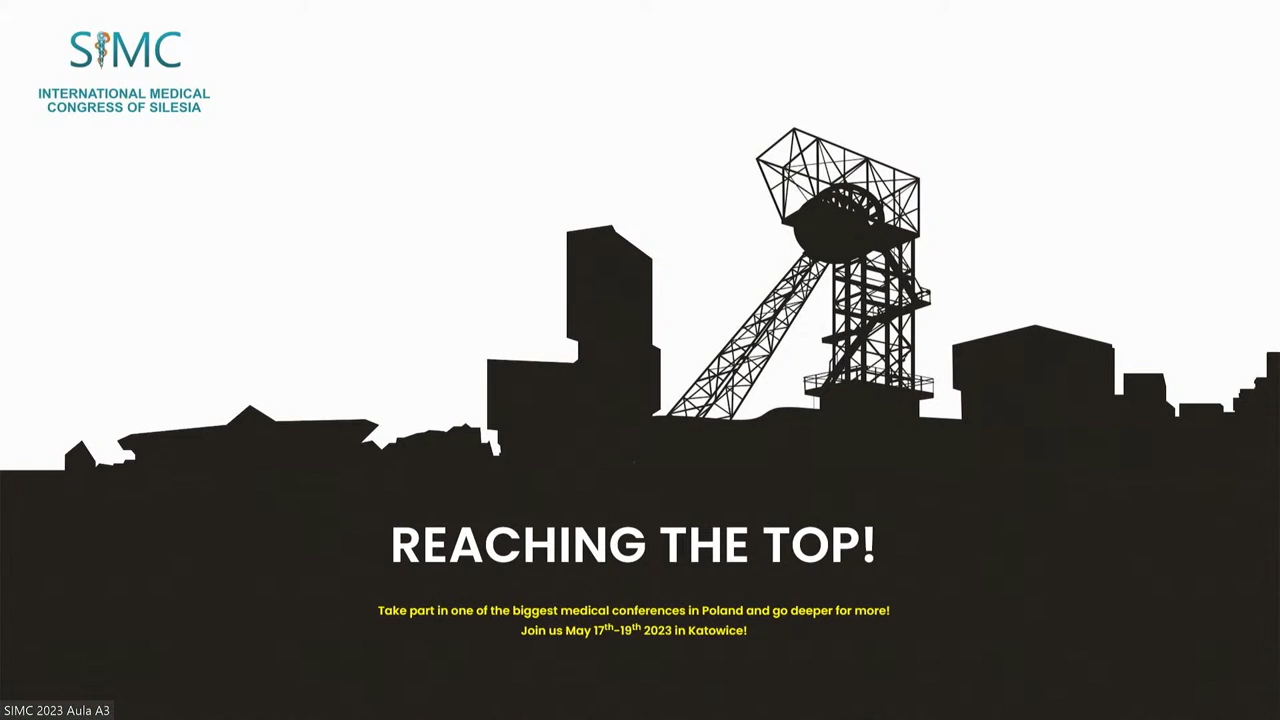 SIMC
INTERNATIONAL MEDICAL
CONGRESS OF SILESIA
REACHING THE TOP!
Take part in one of the biggest medical conferences in Poland and go deeper for more!
Join us May 17th-19th 2023 in Katowice!
SIMC 2023 Aula A3